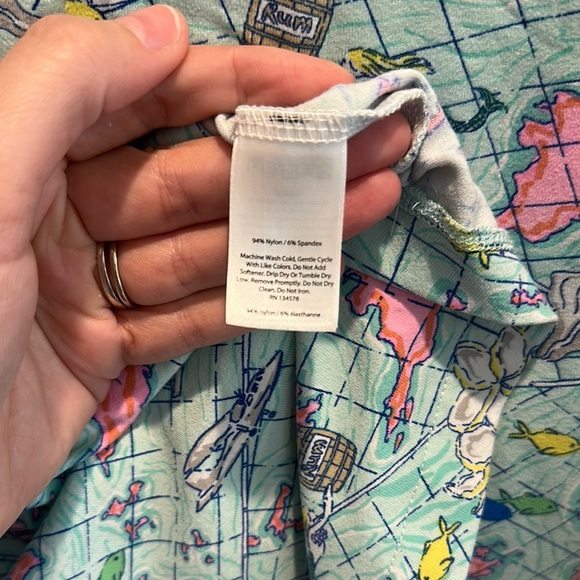 Rum
94% Nylon / 6% Spandex
Machine Wash Cold, Gentle Cycle
With Like Colors. Do Not Add
Softener, Drip Dry Or Tumble Dry
Low, Remove Promptly. Do Not Dry
Clean. Do Not Iron.
RN 134578
94% nylon / 6% élasthanne
Rum